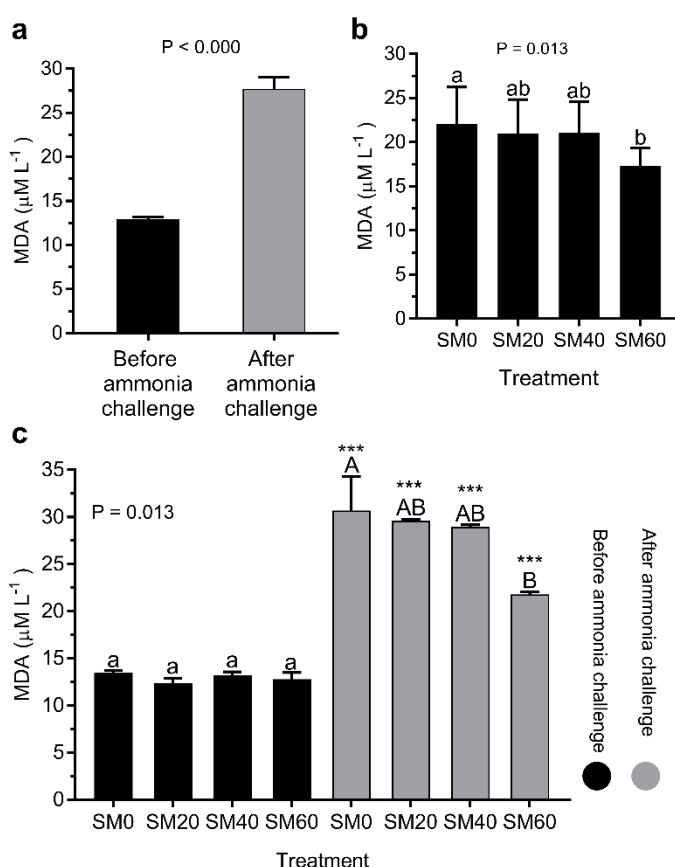 a
P < 0.000
MDA (μM L⁻¹)
30
25
20
15
10
5
0
Before
ammonia
challenge
After
ammonia
challenge
b
P = 0.013
MDA (μM L⁻¹)
30
25
20
15
10
5
0
a
ab
ab
b
SM0 SM20 SM40 SM60
Treatment
c
P = 0.013
MDA (μM L⁻¹)
35
30
25
20
15
10
5
0
a
a
a
a
***
A
***
AB
***
AB
***
B
SM0 SM20 SM40 SM60 SM0 SM20 SM40 SM60
Treatment
After ammonia challenge
Before ammonia challenge